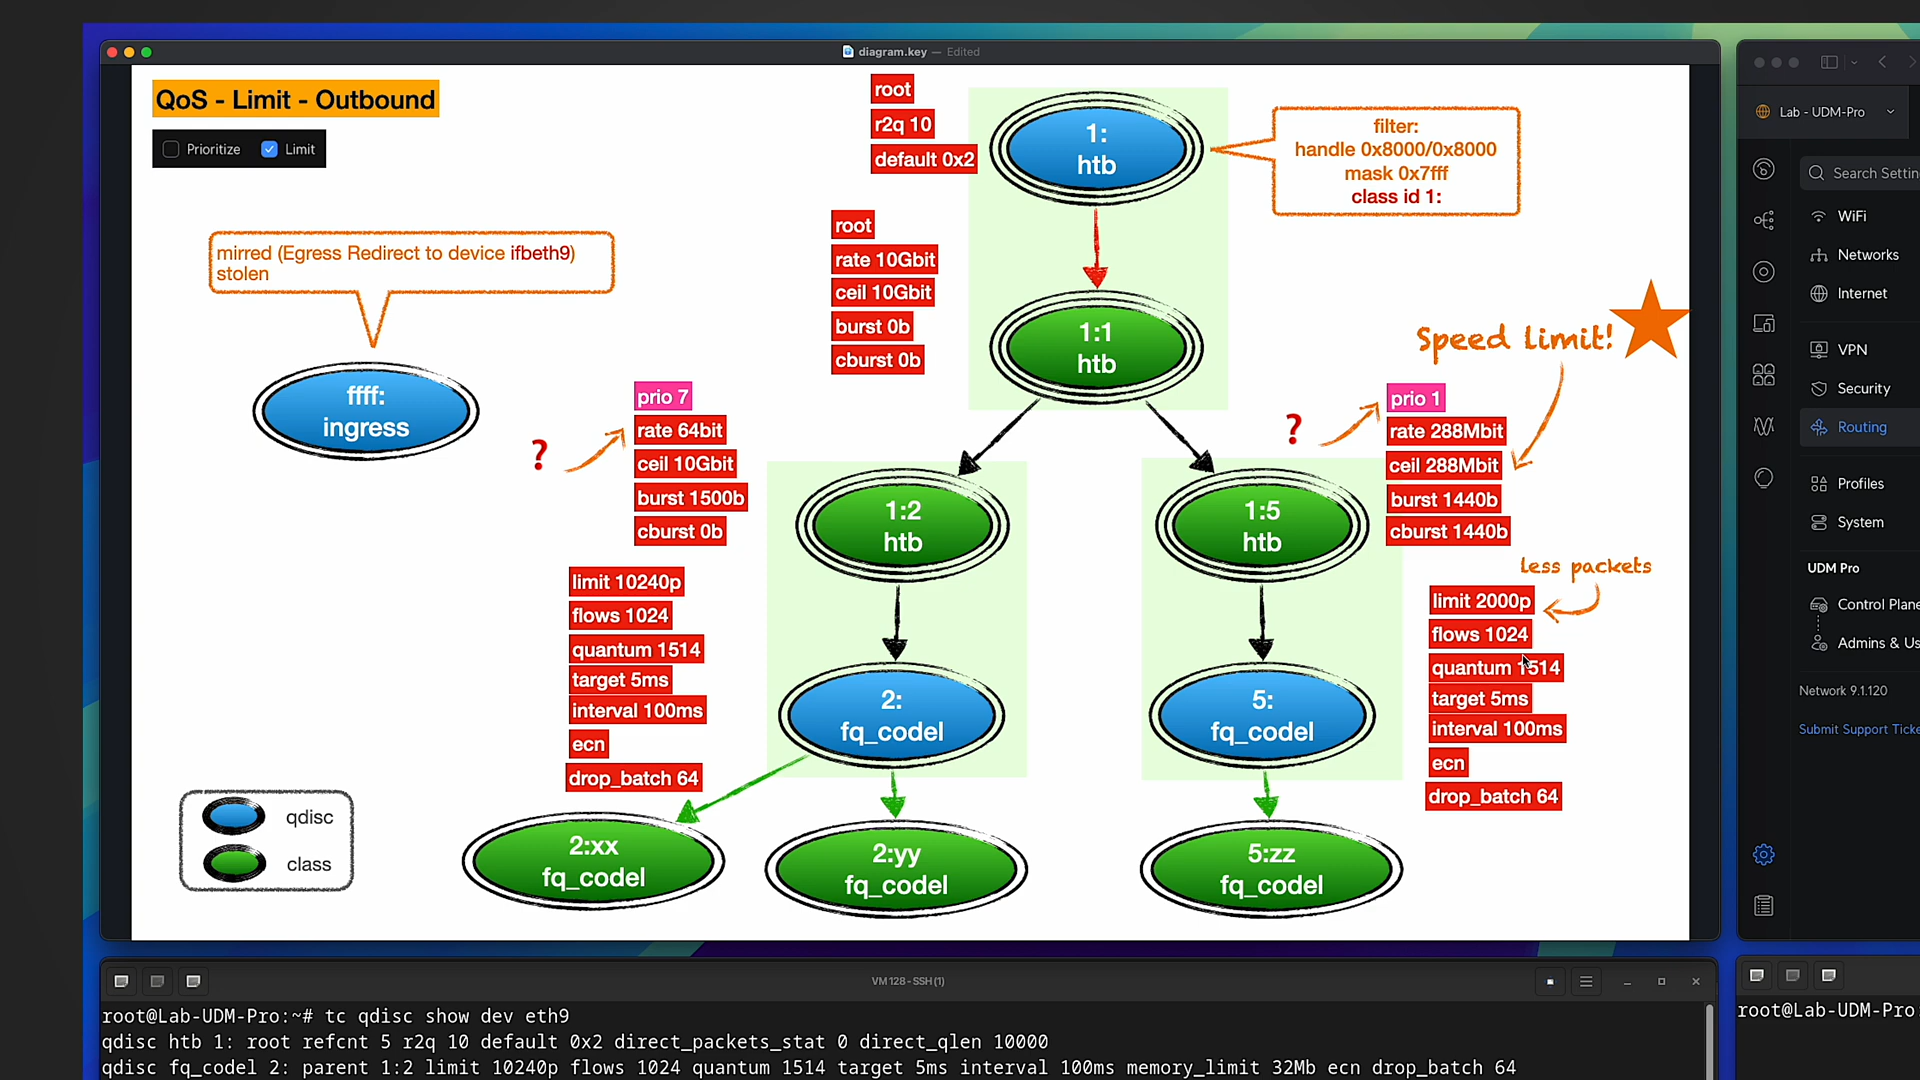 diagram.key — Edited
QoS - Limit - Outbound
Prioritize
Limit
root
r2q 10
default 0x2
1:
htb
filter:
handle 0x8000/0x8000
mask 0x7fff
class id 1:
mirred (Egress Redirect to device ifbeth9)
stolen
ffff:
ingress
root
rate 10Gbit
ceil 10Gbit
burst 0b
cburst 0b
1:1
htb
Speed limit!
?
prio 7
rate 64bit
ceil 10Gbit
burst 1500b
cburst 0b
1:2
htb
?
prio 1
rate 288Mbit
ceil 288Mbit
burst 1440b
cburst 1440b
1:5
htb
less packets
limit 10240p
flows 1024
quantum 1514
target 5ms
interval 100ms
ecn
drop_batch 64
2:
fq_codel
5:
fq_codel
limit 2000p
flows 1024
quantum 1514
target 5ms
interval 100ms
ecn
drop_batch 64
qdisc
class
2:xx
fq_codel
2:yy
fq_codel
5:zz
fq_codel
Lab - UDM-Pro
Search Settin
WiFi
Networks
Internet
VPN
Security
Routing
Profiles
System
UDM Pro
Control Plane
Admins & Us
Network 9.1.120
Submit Support Ticke
VM 128 - SSH (1)
root@Lab-UDM-Pro:~# tc qdisc show dev eth9
qdisc htb 1: root refcnt 5 r2q 10 default 0x2 direct_packets_stat 0 direct_qlen 10000
qdisc fq_codel 2: parent 1:2 limit 10240p flows 1024 quantum 1514 target 5ms interval 100ms memory_limit 32Mb ecn drop_batch 64
root@Lab-UDM-Pro